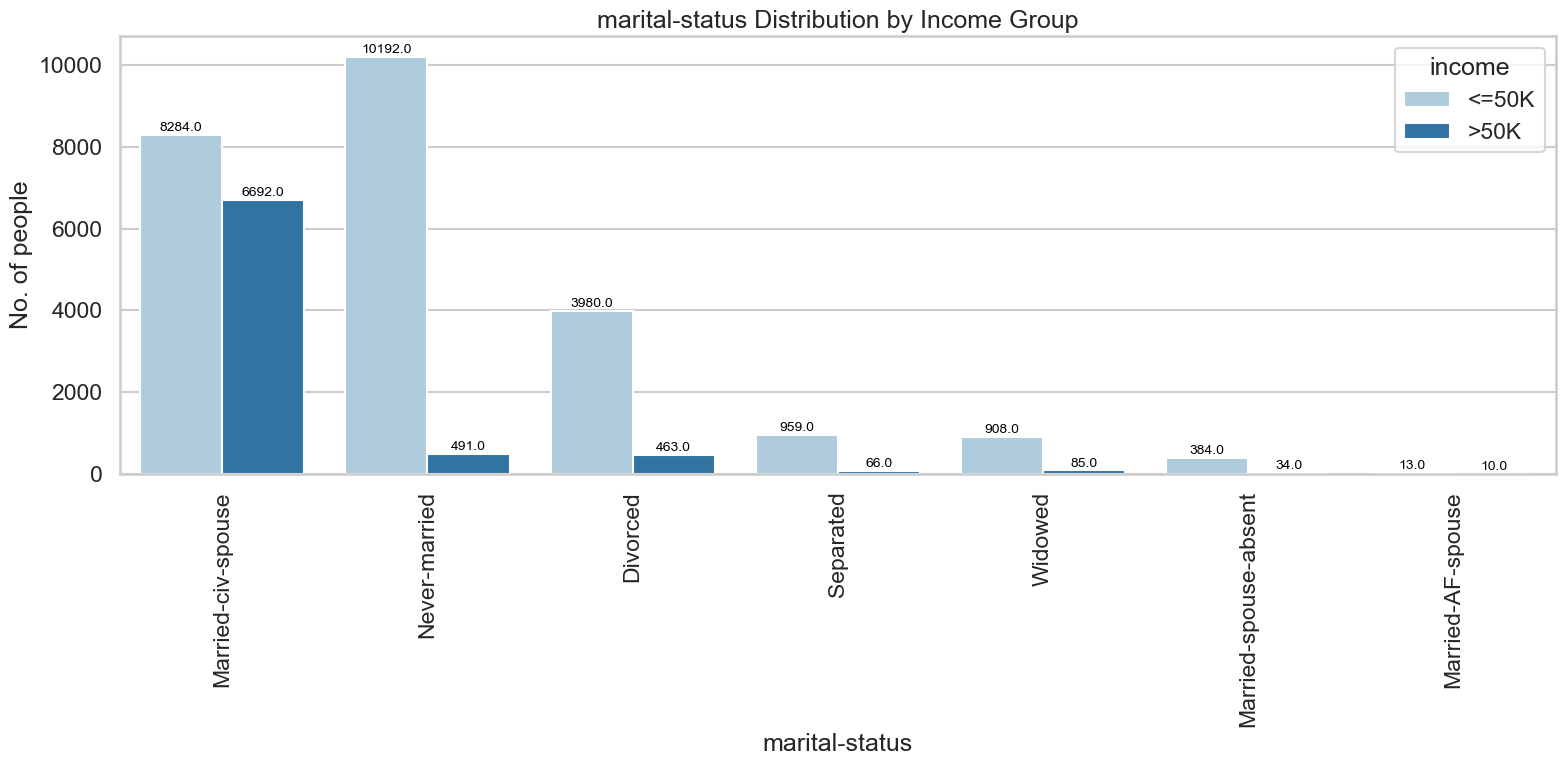 marital-status Distribution by Income Group
income
<=50K
>50K
No. of people
10000
8000
6000
4000
2000
0
8284.0
6692.0
10192.0
491.0
3980.0
463.0
959.0
66.0
908.0
85.0
384.0
34.0
13.0
10.0
Married-civ-spouse
Never-married
Divorced
Separated
Widowed
Married-spouse-absent
Married-AF-spouse
marital-status